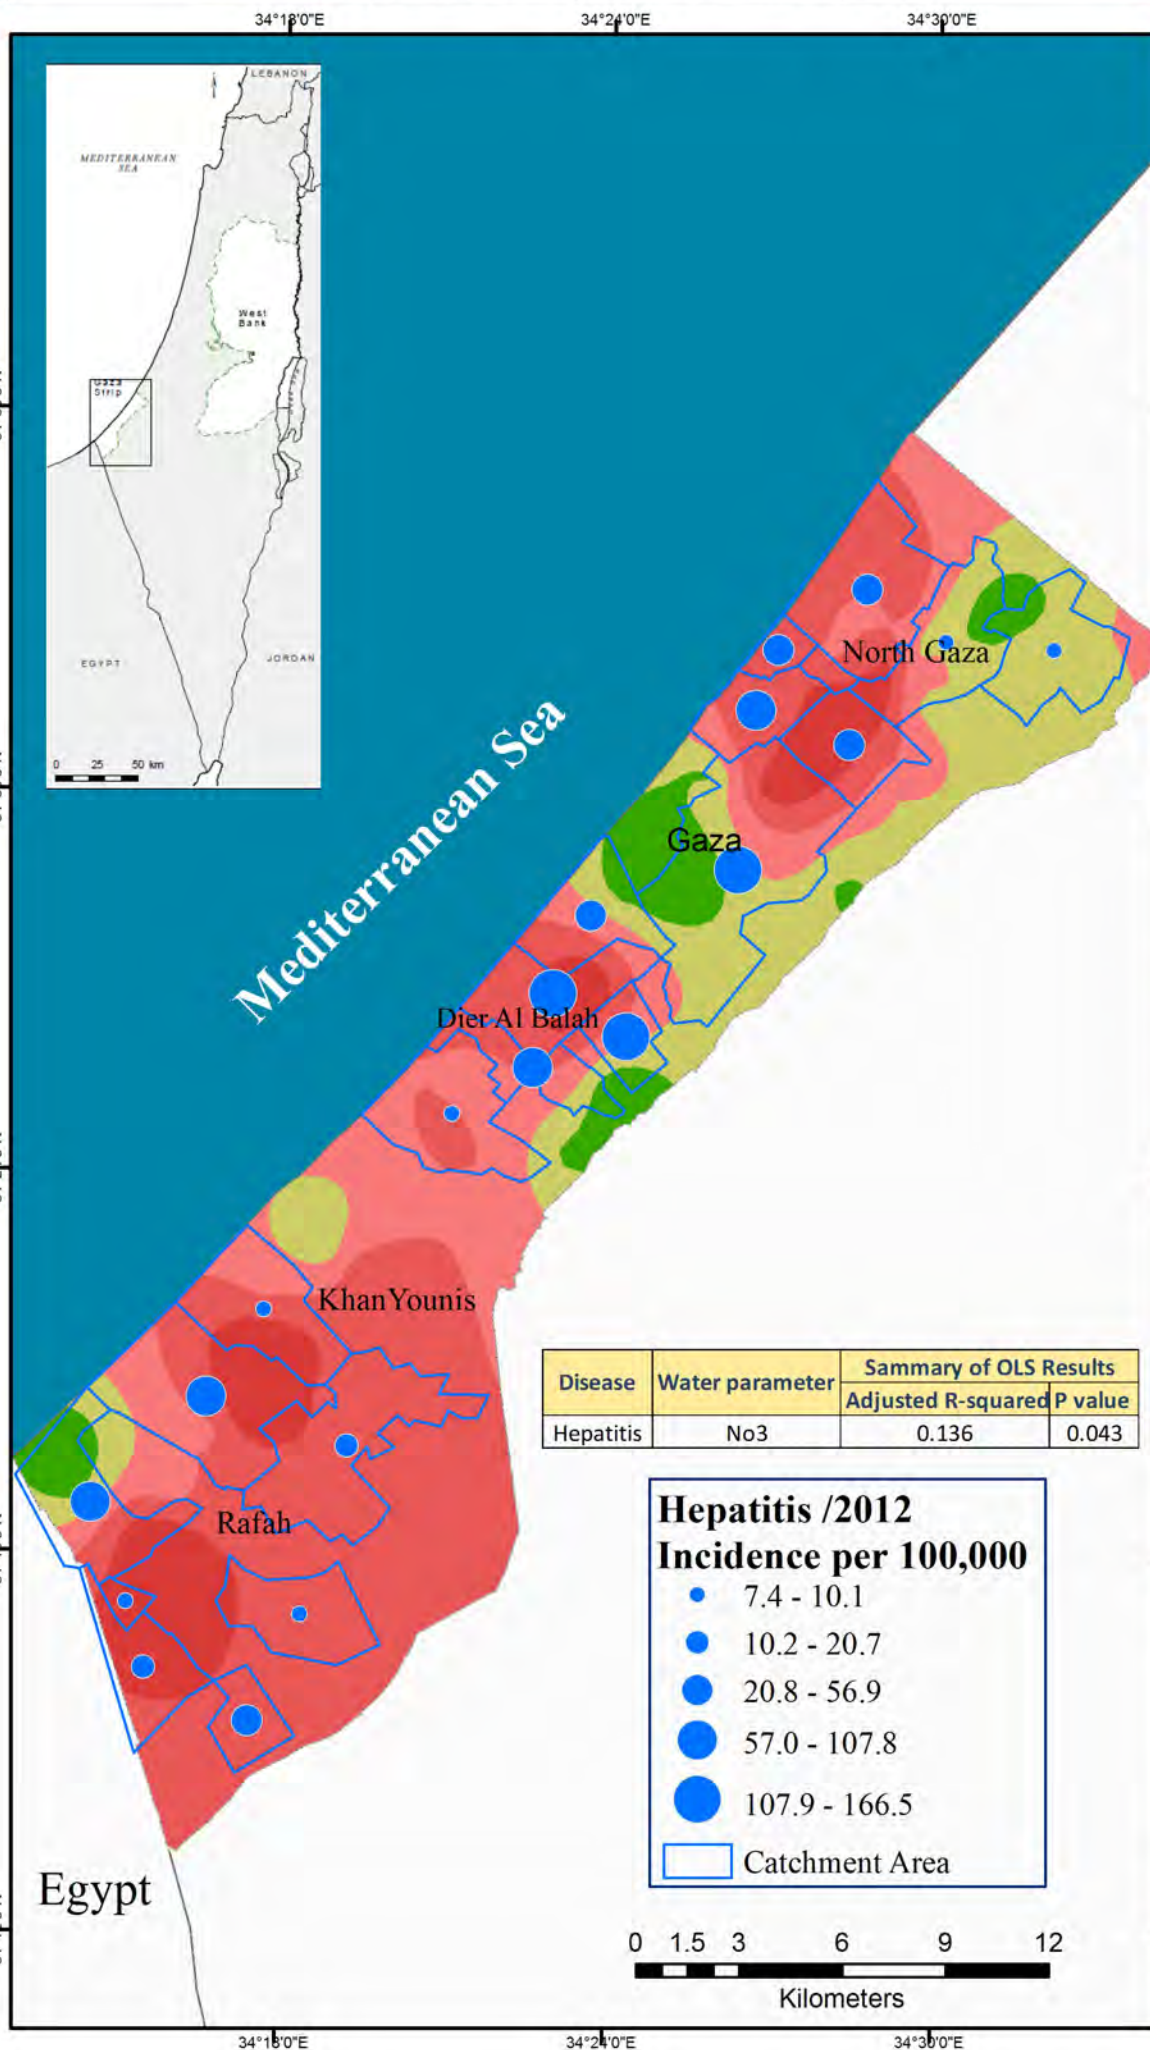 34°18'0"E
34°24'0"E
34°30'0"E
LEBANON
MEDITERRANEAN
SEA
West
Bank
Gaza
Strip
EGYPT
JORDAN
0 25 50 km
Mediterranean Sea
North Gaza
Gaza
Dier Al Balah
KhanYounis
Rafah
Egypt
Disease
Water parameter
Sammary of OLS Results
Adjusted R-squared
P value
Hepatitis
No3
0.136
0.043
Hepatitis /2012
Incidence per 100,000
7.4 - 10.1
10.2 - 20.7
20.8 - 56.9
57.0 - 107.8
107.9 - 166.5
Catchment Area
0 1.5 3 6 9 12
Kilometers
34°18'0"E
34°24'0"E
34°30'0"E